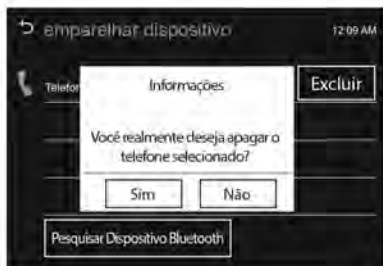 emparelhar dispositivo 12:09 AM
Telefon
Excluir
Informações
Você realmente deseja apagar o
telefone selecionado?
Sim Não
Pesquisar Dispositivo Bluetooth